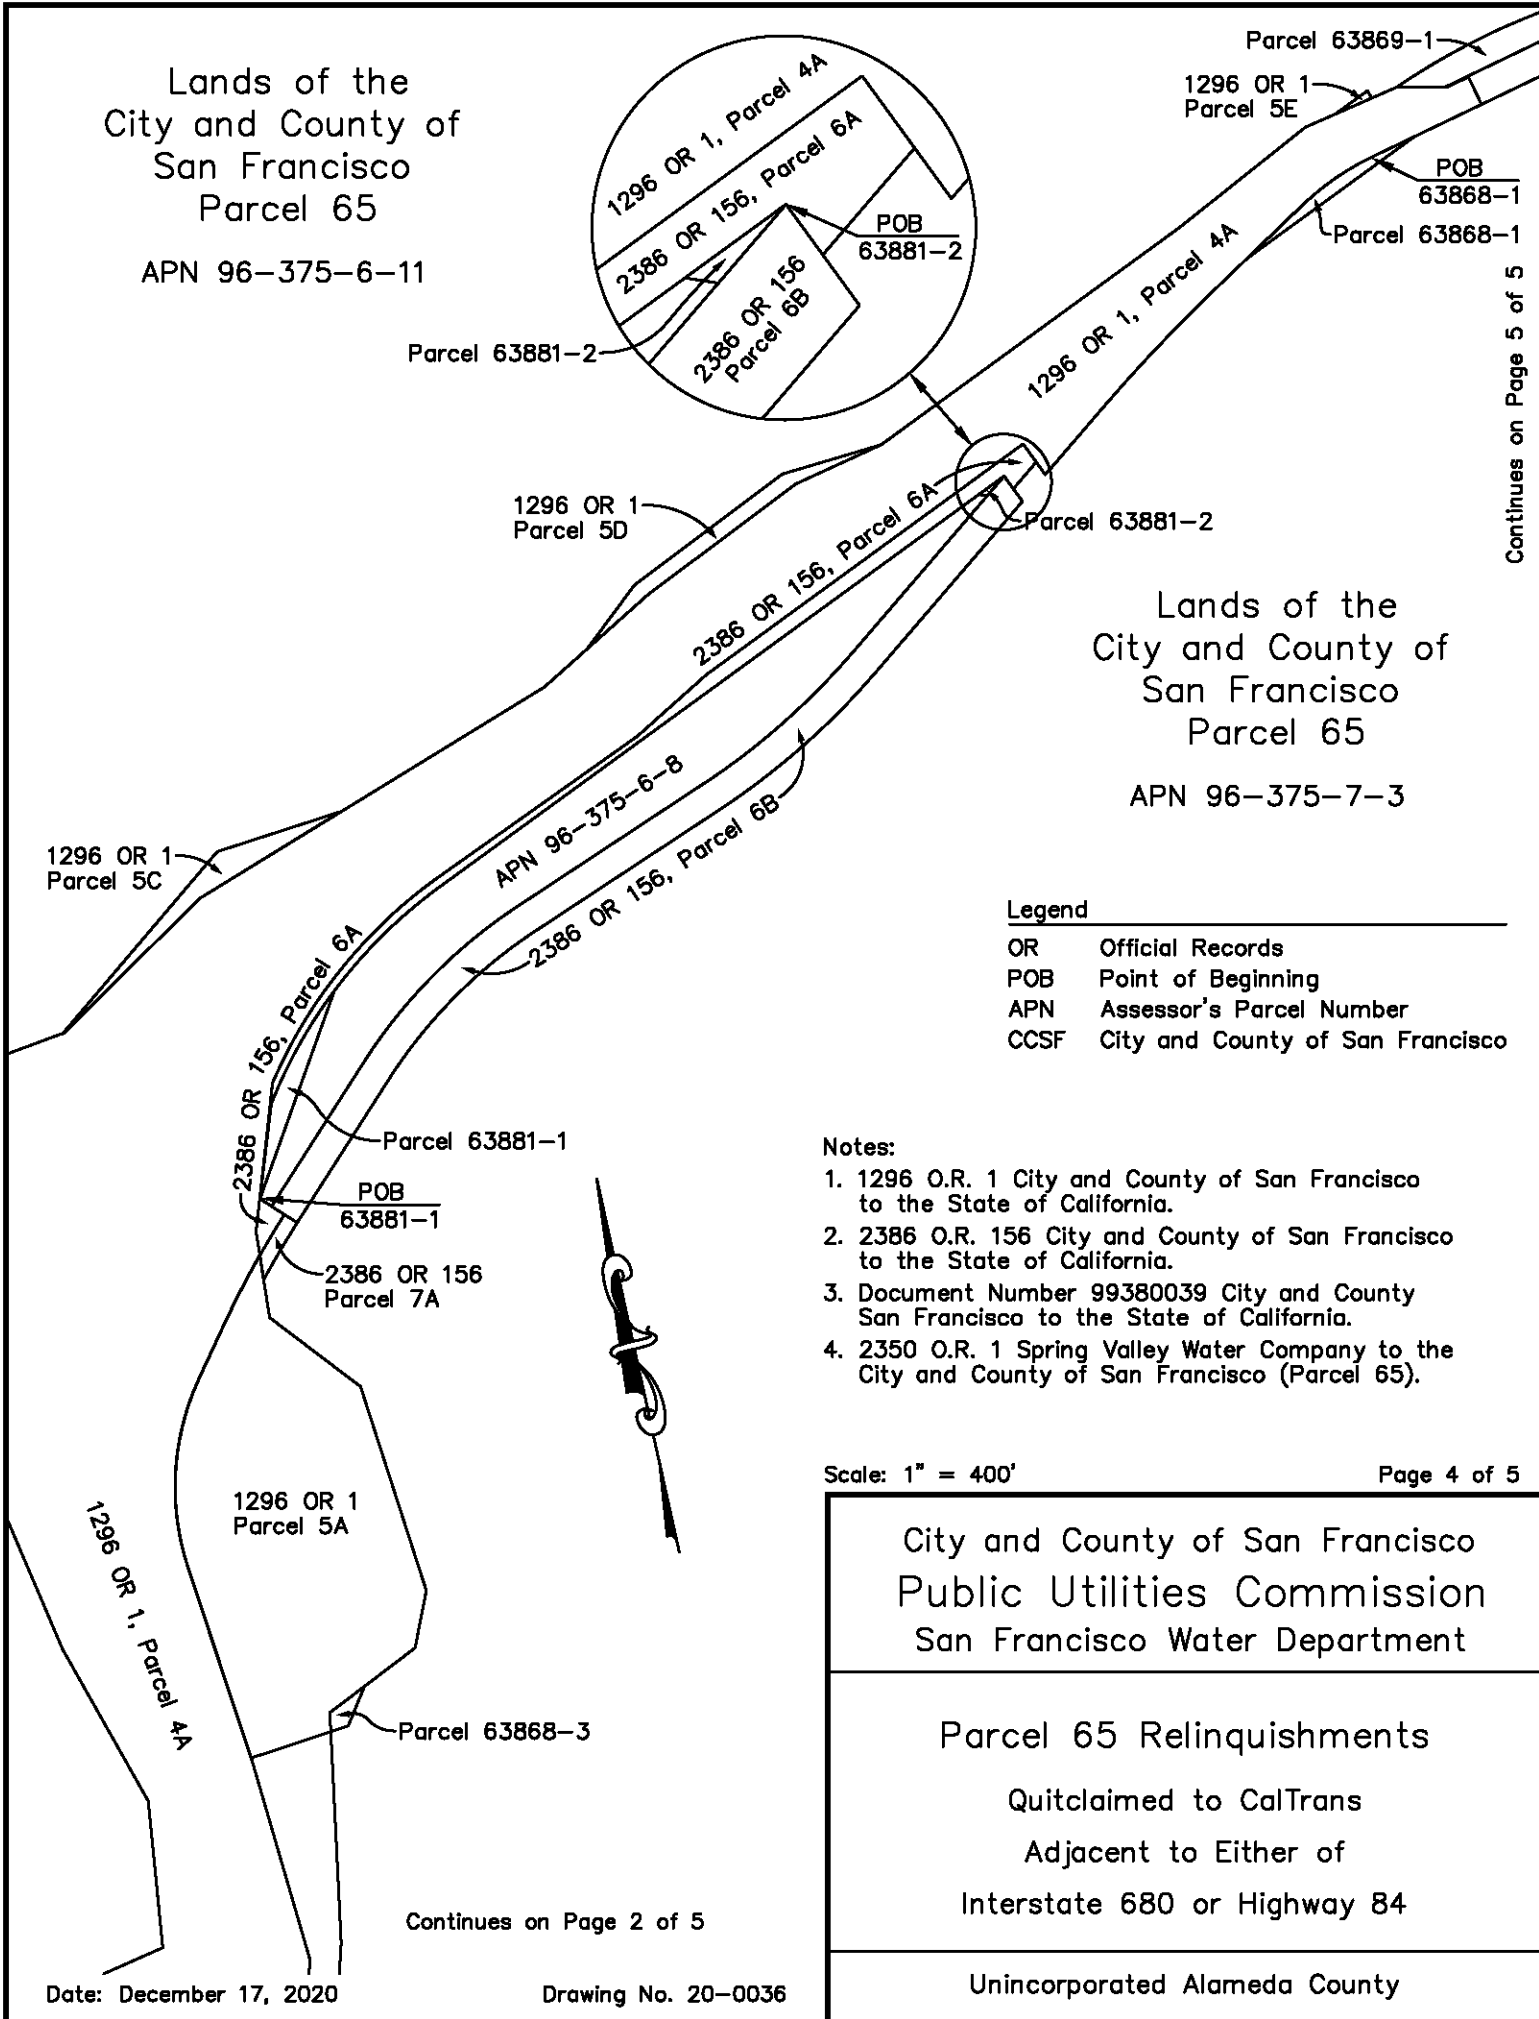 Lands of the
City and County of
San Francisco
Parcel 65
APN 96-375-6-11
1296 OR 1, Parcel 4A
2386 OR 156, Parcel 6A
POB
63881-2
2386 OR 156
Parcel 6B
Parcel 63881-2
Parcel 63869-1
1296 OR 1
Parcel 5E
POB
63868-1
Parcel 63868-1
Continues on Page 5 of 5
1296 OR 1, Parcel 4A
1296 OR 1
Parcel 5D
2386 OR 156, Parcel 6A
Parcel 63881-2
Lands of the
City and County of
San Francisco
Parcel 65
APN 96-375-7-3
APN 96-375-6-8
2386 OR 156, Parcel 6B
1296 OR 1
Parcel 5C
2386 OR 156, Parcel 6A
Parcel 63881-1
POB
63881-1
2386 OR 156
Parcel 7A
Legend
OR Official Records
POB Point of Beginning
APN Assessor's Parcel Number
CCSF City and County of San Francisco
Notes:
1. 1296 O.R. 1 City and County of San Francisco
to the State of California.
2. 2386 O.R. 156 City and County of San Francisco
to the State of California.
3. Document Number 99380039 City and County
San Francisco to the State of California.
4. 2350 O.R. 1 Spring Valley Water Company to the
City and County of San Francisco (Parcel 65).
1296 OR 1
Parcel 5A
1296 OR 1, Parcel 4A
Parcel 63868-3
Continues on Page 2 of 5
Date: December 17, 2020
Drawing No. 20-0036
Scale: 1" = 400'
Page 4 of 5
City and County of San Francisco
Public Utilities Commission
San Francisco Water Department
Parcel 65 Relinquishments
Quitclaimed to CalTrans
Adjacent to Either of
Interstate 680 or Highway 84
Unincorporated Alameda County